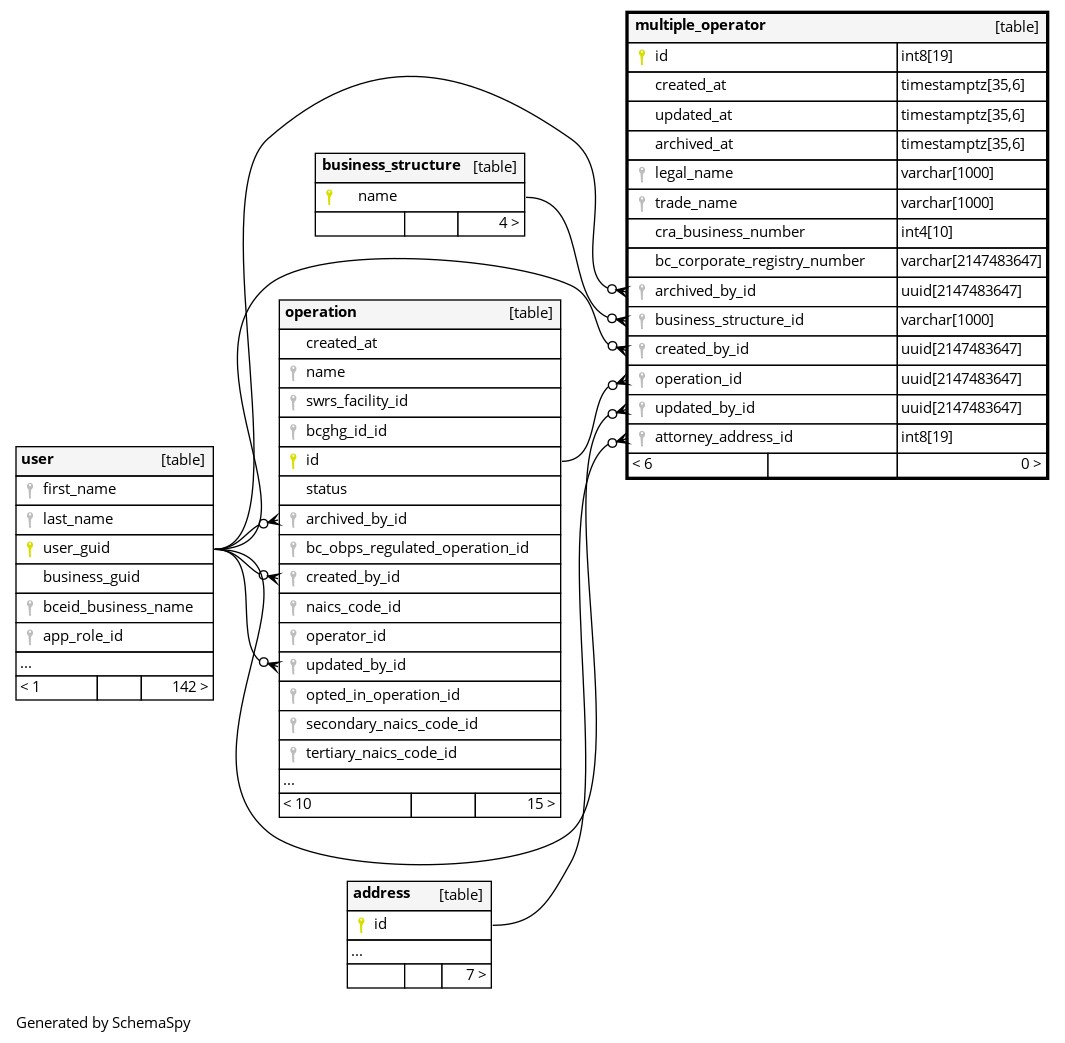 multiple_operator [table]
id int8[19]
created_at timestamptz[35,6]
updated_at timestamptz[35,6]
archived_at timestamptz[35,6]
legal_name varchar[1000]
trade_name varchar[1000]
cra_business_number int4[10]
bc_corporate_registry_number varchar[2147483647]
archived_by_id uuid[2147483647]
business_structure_id varchar[1000]
created_by_id uuid[2147483647]
operation_id uuid[2147483647]
updated_by_id uuid[2147483647]
attorney_address_id int8[19]
< 6 0 >
business_structure [table]
name
4 >
operation [table]
created_at
name
swrs_facility_id
bcghg_id_id
id
status
archived_by_id
bc_obps_regulated_operation_id
created_by_id
naics_code_id
operator_id
updated_by_id
opted_in_operation_id
secondary_naics_code_id
tertiary_naics_code_id
...
< 10 15 >
user [table]
first_name
last_name
user_guid
business_guid
bceid_business_name
app_role_id
...
< 1 142 >
address [table]
id
...
7 >
Generated by SchemaSpy